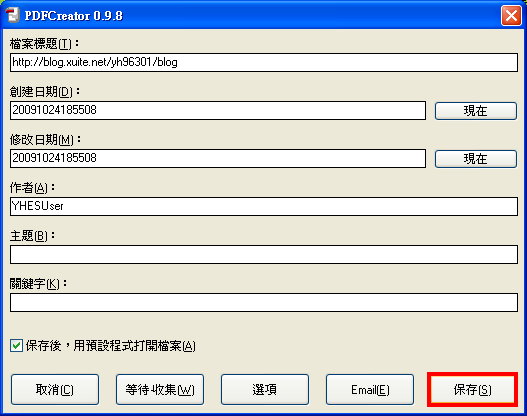 PDFCreator 0.9.8
檔案標題(T)：
http://blog.xuite.net/yh96301/blog
創建日期(D)：
20091024185508 現在
修改日期(M)：
20091024185508 現在
作者(A)：
YHESUser
主題(B)：
關鍵字(K)：
保存後，用預設程式打開檔案(A)
取消(C) 等待-收集(W) 選項 Email(E) 保存(S)